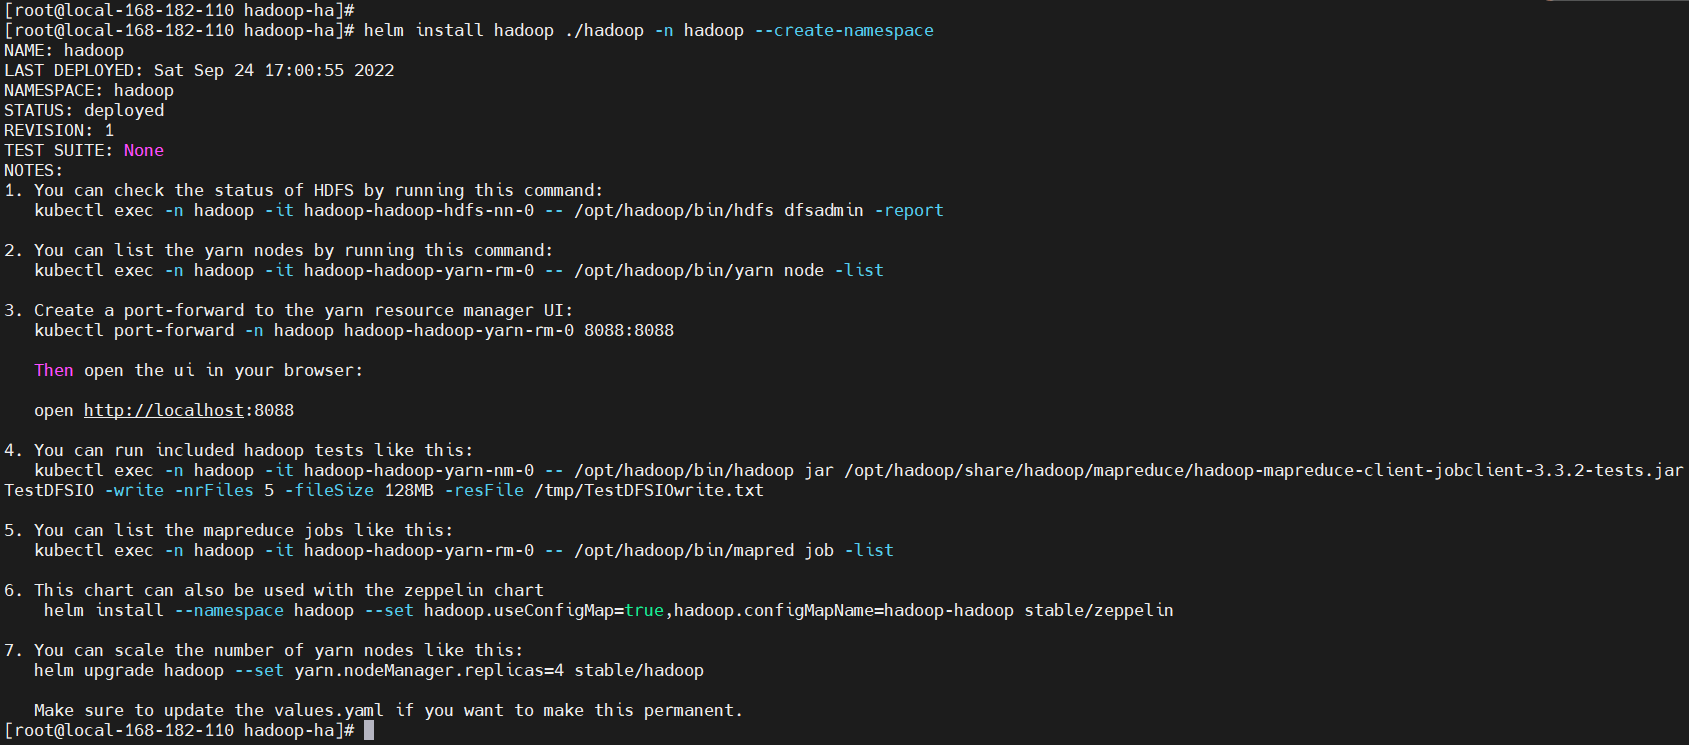 [root@local-168-182-110 hadoop-ha]#
[root@local-168-182-110 hadoop-ha]# helm install hadoop ./hadoop -n hadoop --create-namespace
NAME: hadoop
LAST DEPLOYED: Sat Sep 24 17:00:55 2022
NAMESPACE: hadoop
STATUS: deployed
REVISION: 1
TEST SUITE: None
NOTES:
1. You can check the status of HDFS by running this command:
   kubectl exec -n hadoop -it hadoop-hadoop-hdfs-nn-0 -- /opt/hadoop/bin/hdfs dfsadmin -report

2. You can list the yarn nodes by running this command:
   kubectl exec -n hadoop -it hadoop-hadoop-yarn-rm-0 -- /opt/hadoop/bin/yarn node -list

3. Create a port-forward to the yarn resource manager UI:
   kubectl port-forward -n hadoop hadoop-hadoop-yarn-rm-0 8088:8088

   Then open the ui in your browser:

   open http://localhost:8088

4. You can run included hadoop tests like this:
   kubectl exec -n hadoop -it hadoop-hadoop-yarn-nm-0 -- /opt/hadoop/bin/hadoop jar /opt/hadoop/share/hadoop/mapreduce/hadoop-mapreduce-client-jobclient-3.3.2-tests.jar
TestDFSIO -write -nrFiles 5 -fileSize 128MB -resFile /tmp/TestDFSIOwrite.txt

5. You can list the mapreduce jobs like this:
   kubectl exec -n hadoop -it hadoop-hadoop-yarn-rm-0 -- /opt/hadoop/bin/mapred job -list

6. This chart can also be used with the zeppelin chart
    helm install --namespace hadoop --set hadoop.useConfigMap=true,hadoop.configMapName=hadoop-hadoop stable/zeppelin

7. You can scale the number of yarn nodes like this:
   helm upgrade hadoop --set yarn.nodeManager.replicas=4 stable/hadoop

   Make sure to update the values.yaml if you want to make this permanent.
[root@local-168-182-110 hadoop-ha]#